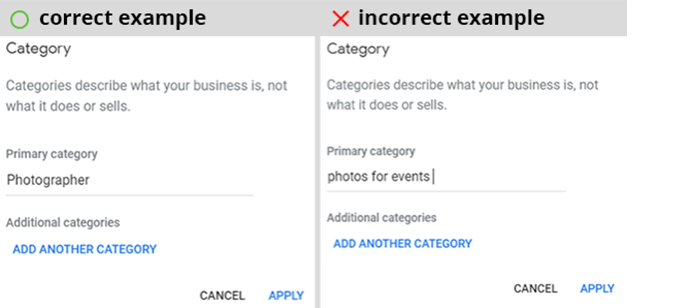 correct example
Category
Categories describe what your business is, not
what it does or sells.
Primary category
Photographer
Additional categories
ADD ANOTHER CATEGORY
CANCEL APPLY
incorrect example
Category
Categories describe what your business is, not
what it does or sells.
Primary category
photos for events
Additional categories
ADD ANOTHER CATEGORY
CANCEL APPLY